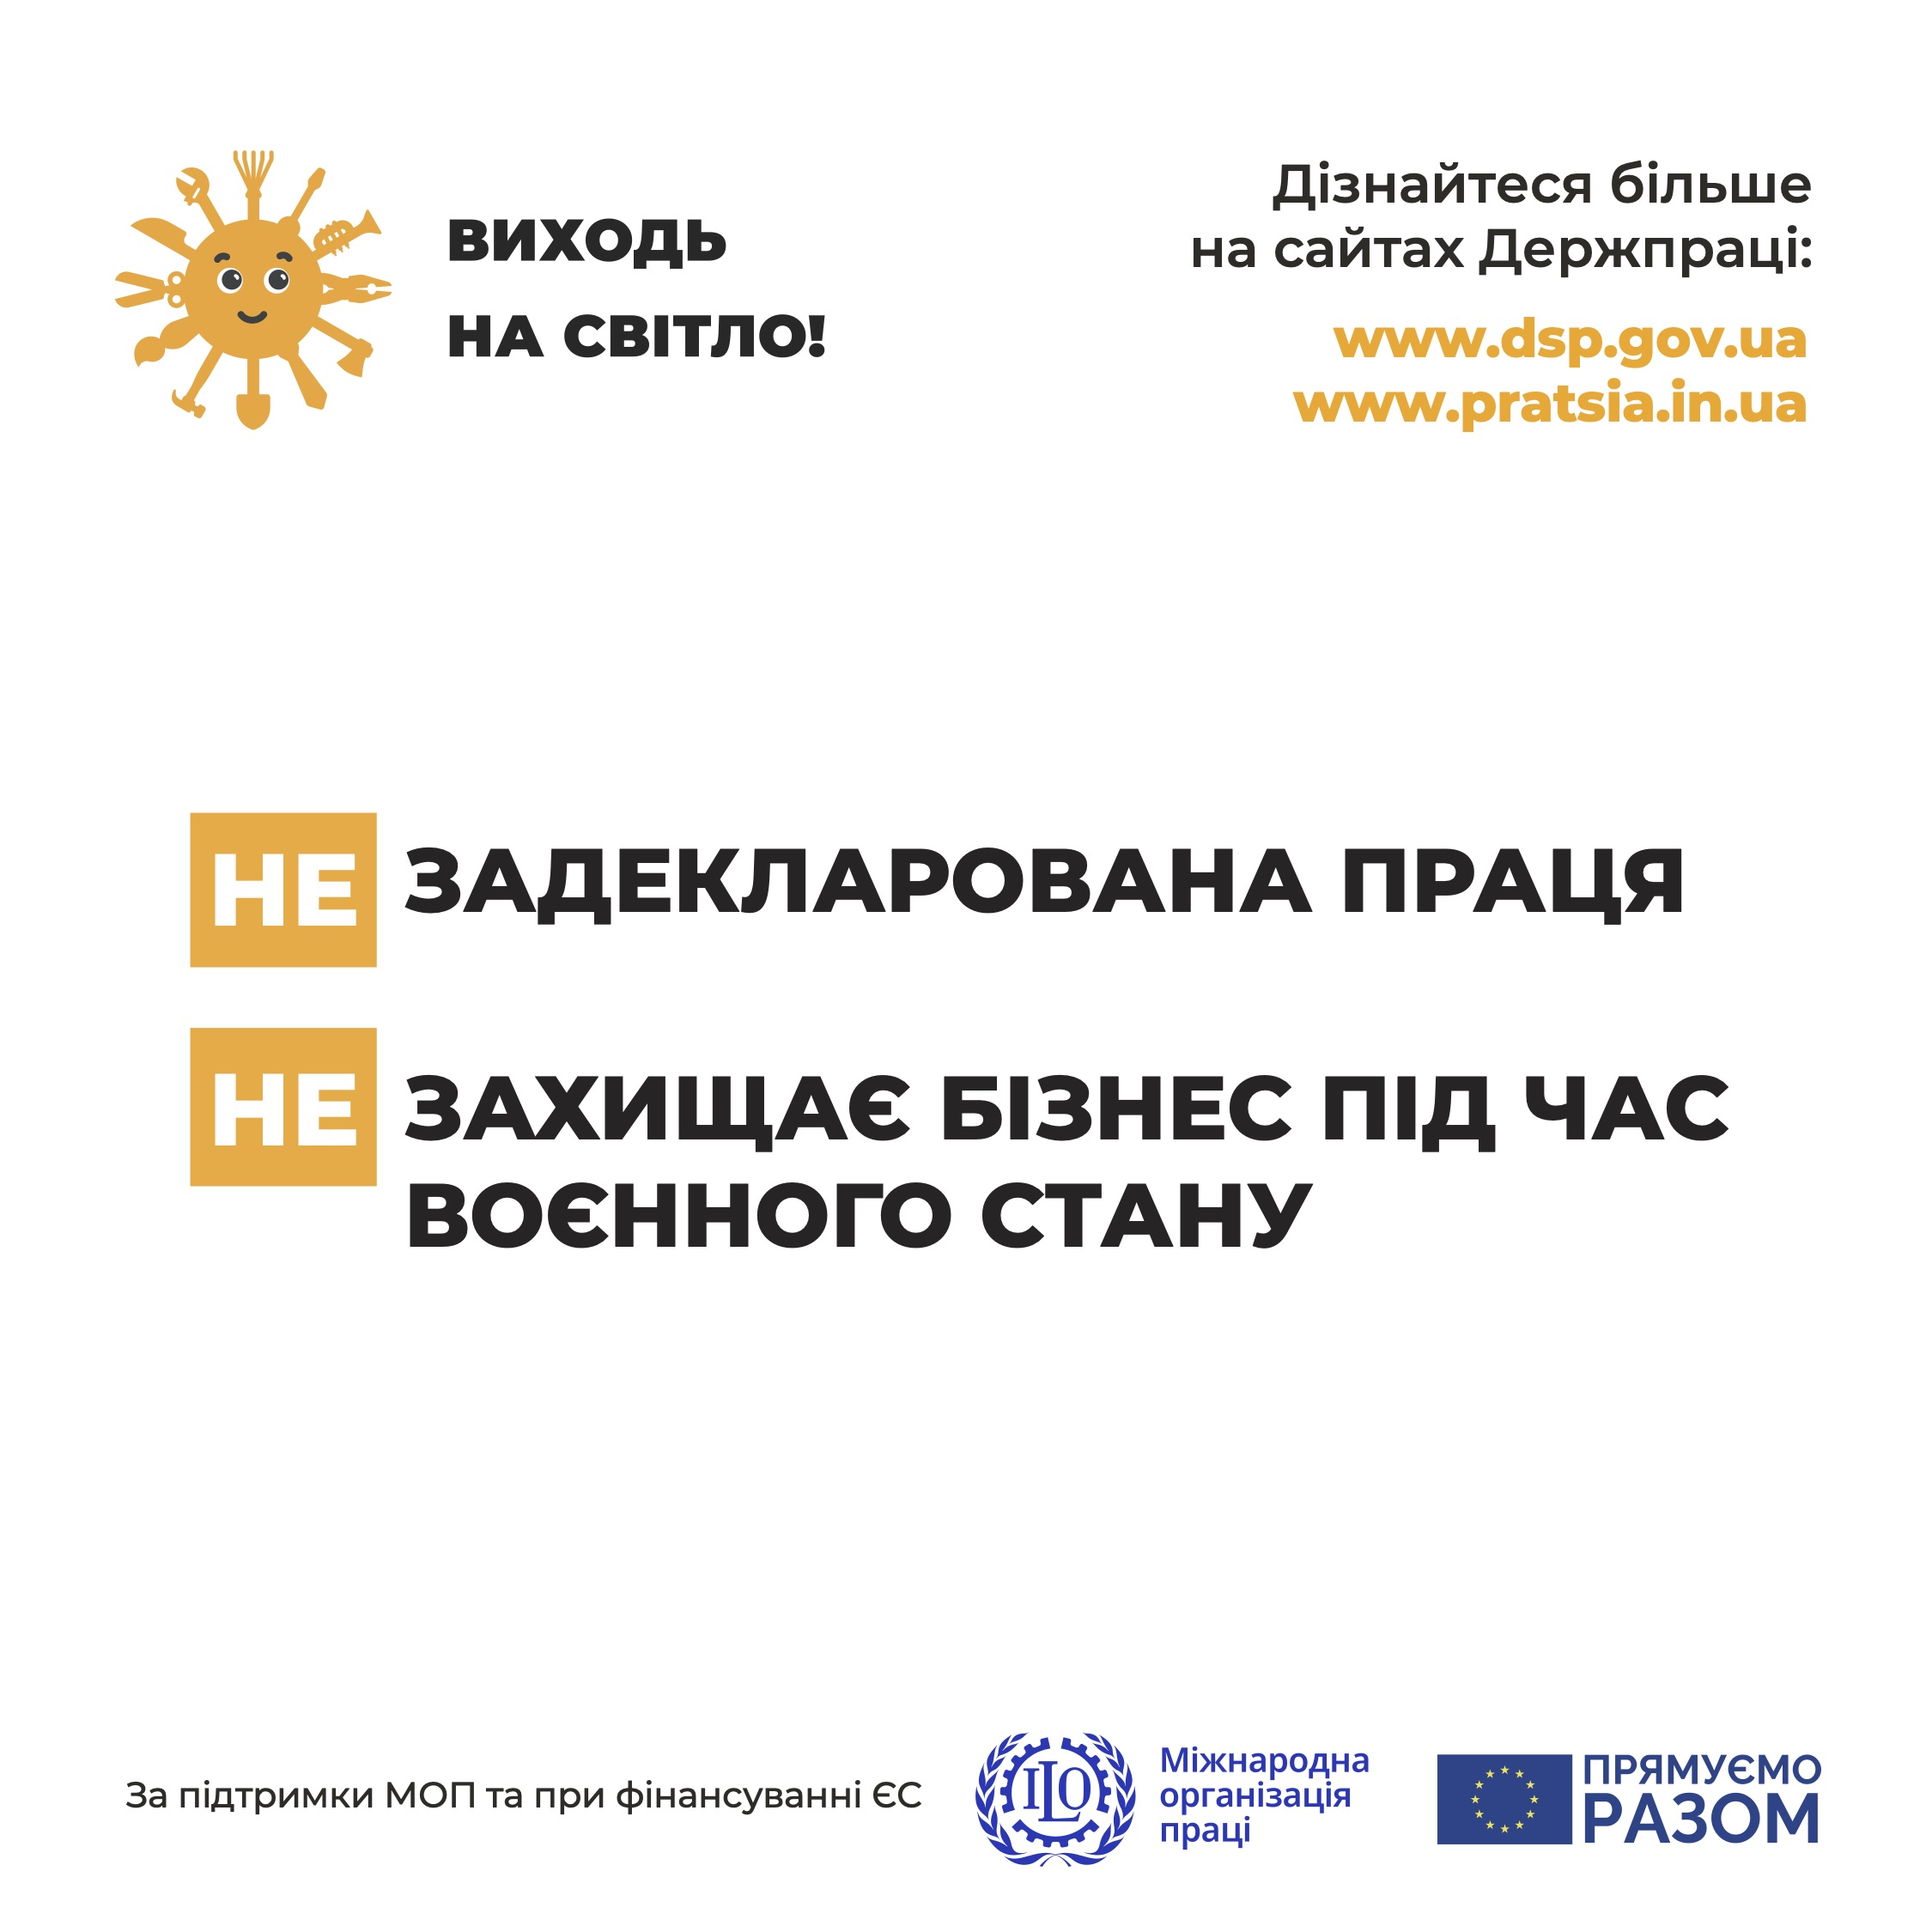 ВИХОДЬ
НА СВІТЛО!
Дізнайтеся більше
на сайтах Держпраці:
www.dsp.gov.ua
www.pratsia.in.ua
НЕ ЗАДЕКЛАРОВАНА ПРАЦЯ
НЕ ЗАХИЩАЄ БІЗНЕС ПІД ЧАС
ВОЄННОГО СТАНУ
За підтримки МОП та при фінансуванні ЄС
ILO
Міжнародна
організація
праці
ПРЯМУЄМО
РАЗОМ